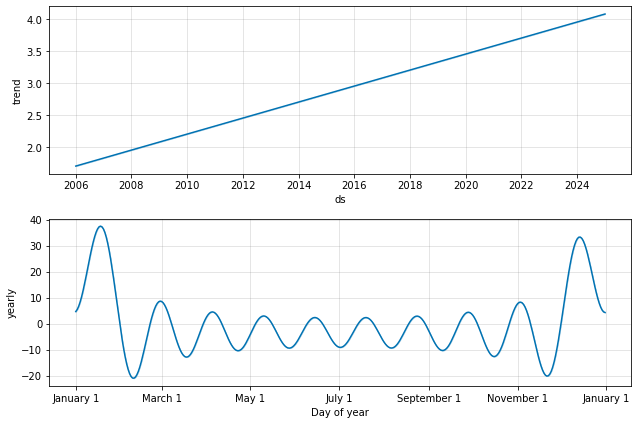 4.0
3.5
3.0
2.5
2.0
trend
2006 2008 2010 2012 2014 2016 2018 2020 2022 2024
ds
40
30
20
10
0
−10
−20
yearly
January 1 March 1 May 1 July 1 September 1 November 1 January 1
Day of year